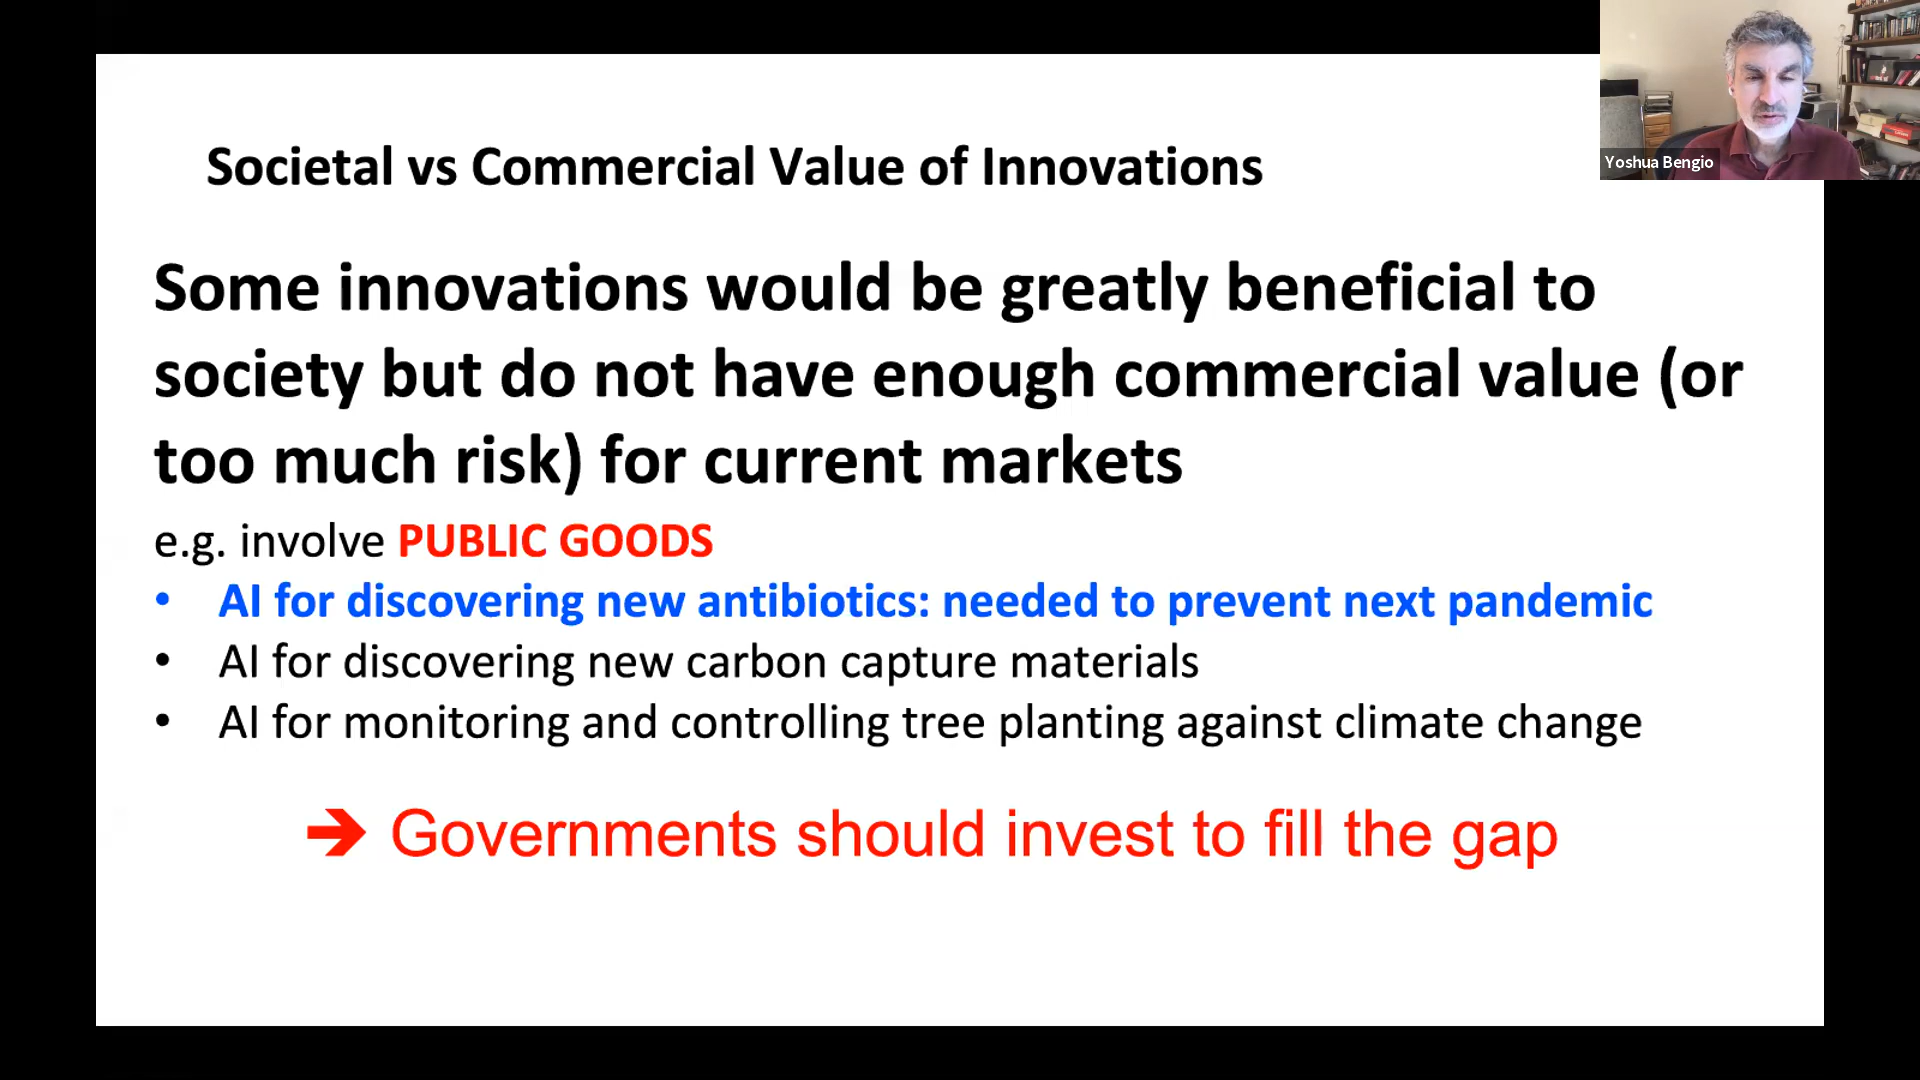 Societal vs Commercial Value of Innovations
Yoshua Bengio
Some innovations would be greatly beneficial to
society but do not have enough commercial value (or
too much risk) for current markets
e.g. involve PUBLIC GOODS
• AI for discovering new antibiotics: needed to prevent next pandemic
• AI for discovering new carbon capture materials
• AI for monitoring and controlling tree planting against climate change
➔ Governments should invest to fill the gap